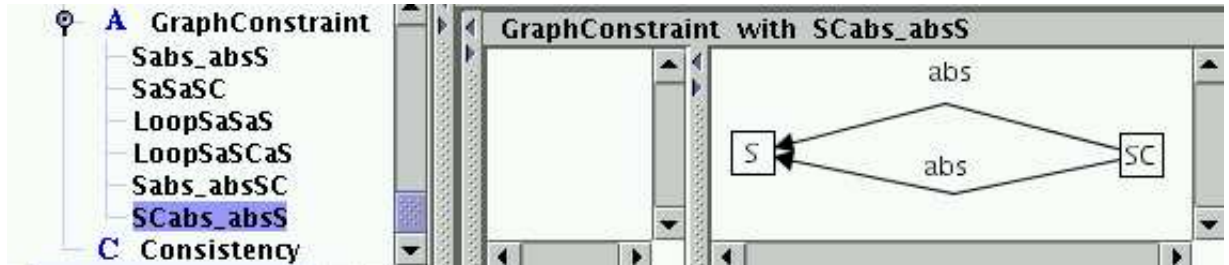 A GraphConstraint
Sabs_absS
SaSaSC
LoopSaSaS
LoopSaSCaS
Sabs_absSC
SCabs_absS
C Consistency
GraphConstraint with SCabs_absS
abs
S
SC
abs